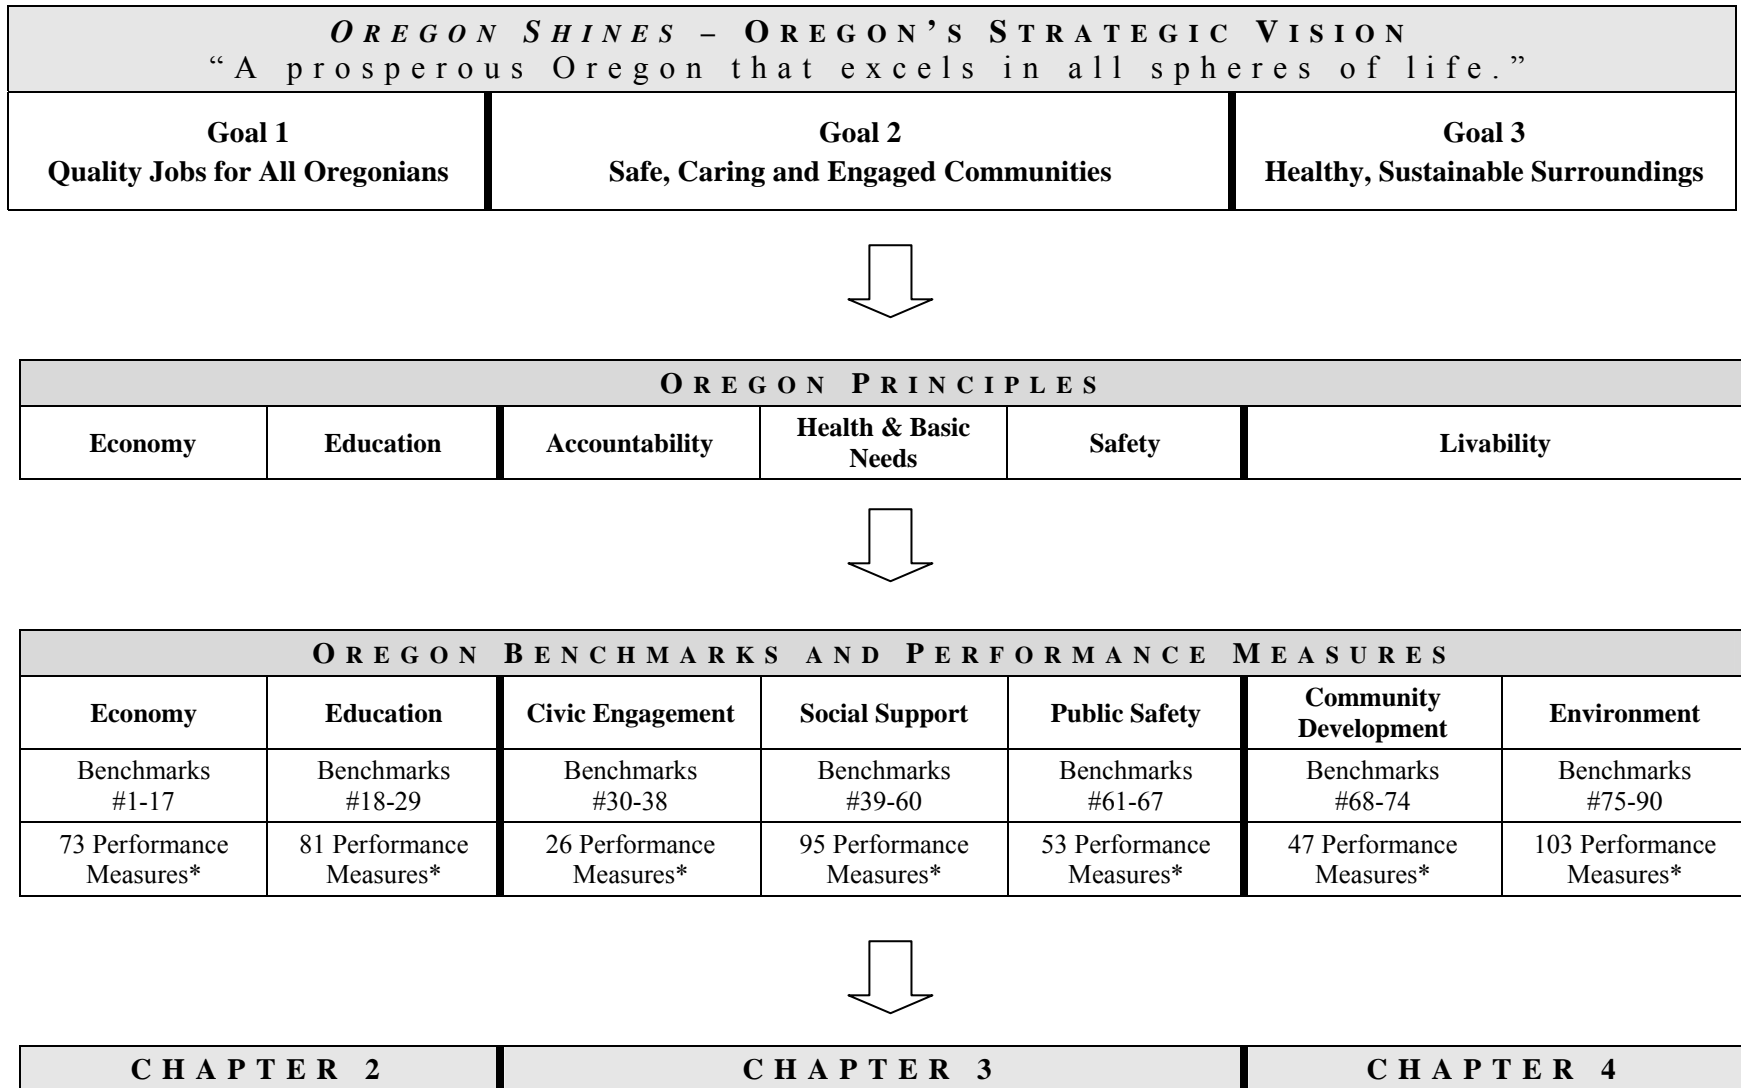 OREGON SHINES – OREGON’S STRATEGIC VISION
“A prosperous Oregon that excels in all spheres of life.”
Goal 1
Quality Jobs for All Oregonians
Goal 2
Safe, Caring and Engaged Communities
Goal 3
Healthy, Sustainable Surroundings
OREGON PRINCIPLES
Economy
Education
Accountability
Health & Basic
Needs
Safety
Livability
OREGON BENCHMARKS AND PERFORMANCE MEASURES
Economy
Education
Civic Engagement
Social Support
Public Safety
Community
Development
Environment
Benchmarks
#1-17
Benchmarks
#18-29
Benchmarks
#30-38
Benchmarks
#39-60
Benchmarks
#61-67
Benchmarks
#68-74
Benchmarks
#75-90
73 Performance
Measures*
81 Performance
Measures*
26 Performance
Measures*
95 Performance
Measures*
53 Performance
Measures*
47 Performance
Measures*
103 Performance
Measures*
CHAPTER 2
CHAPTER 3
CHAPTER 4